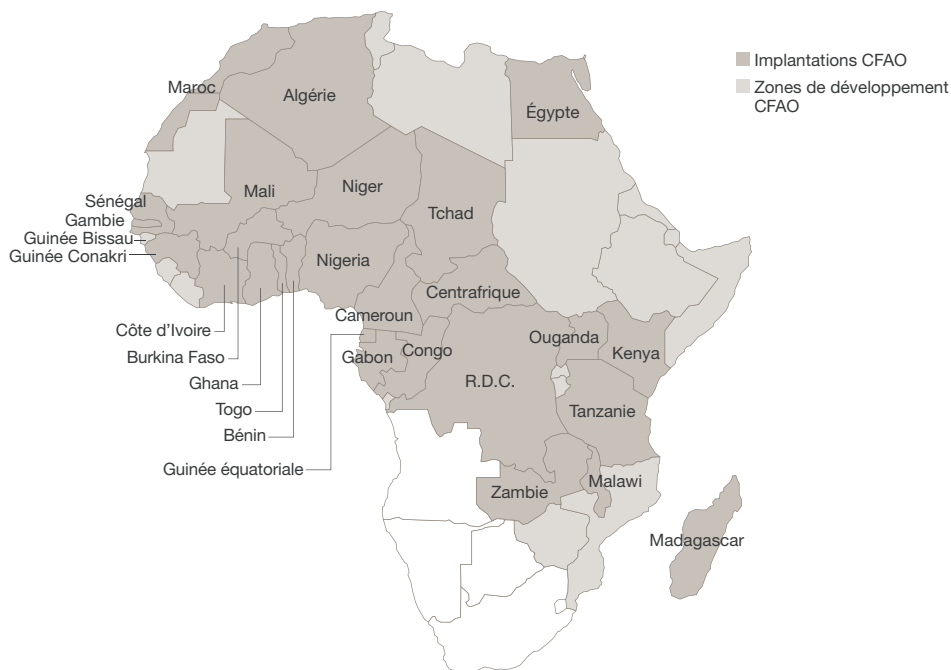 Implantations CFAO
Zones de développement
CFAO
Maroc
Algérie
Égypte
Mali
Niger
Tchad
Sénégal
Gambie
Guinée Bissau
Guinée Conakri
Nigeria
Centrafrique
Cameroun
Côte d'Ivoire
Ouganda
Burkina Faso
Gabon
Congo
Kenya
Ghana
R.D.C.
Togo
Tanzanie
Bénin
Guinée équatoriale
Malawi
Zambie
Madagascar